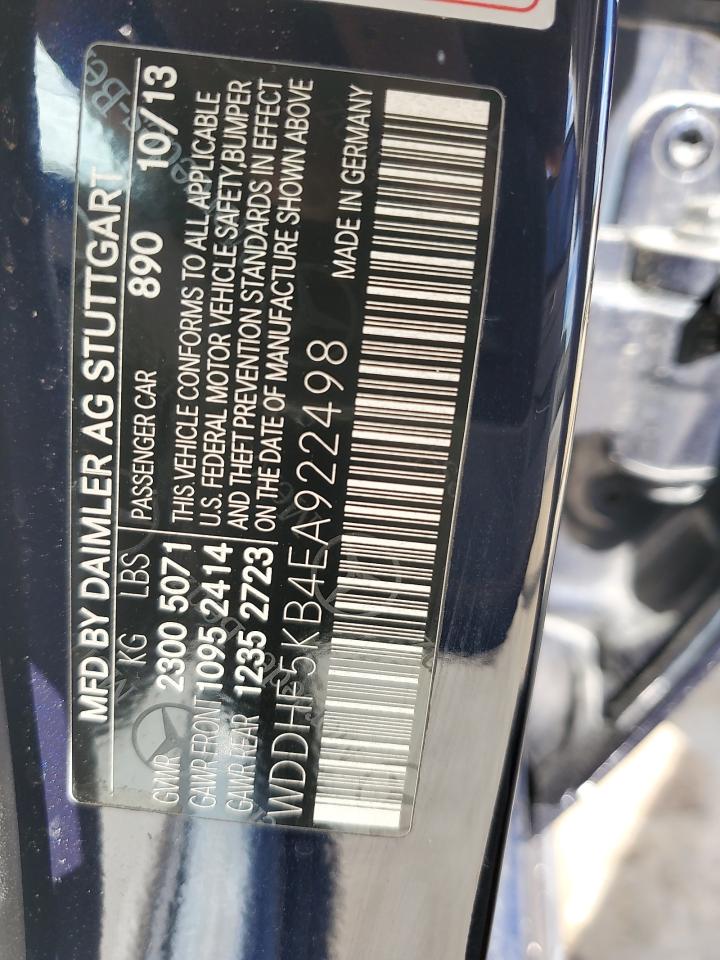 MFD BY DAIMLER AG STUTTGART
KG LBS PASSENGER CAR 890 10/13
GVWR 2300 5071 THIS VEHICLE CONFORMS TO ALL APPLICABLE
GAWR FRONT 1095 2414 U.S. FEDERAL MOTOR VEHICLE SAFETY,BUMPER
GAWR REAR 1235 2723 AND THEFT PREVENTION STANDARDS IN EFFECT
ON THE DATE OF MANUFACTURE SHOWN ABOVE
WDDHF5KB4EA922498 MADE IN GERMANY